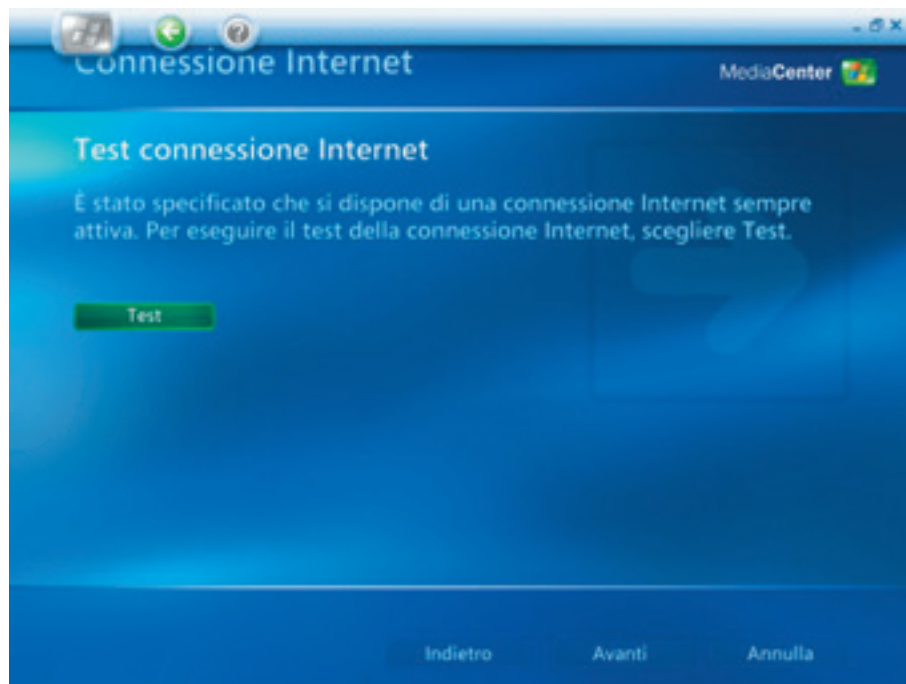 Connessione Internet
MediaCenter
Test connessione Internet
È stato specificato che si dispone di una connessione Internet sempre
attiva. Per eseguire il test della connessione Internet, scegliere Test.
Test
Indietro Avanti Annulla